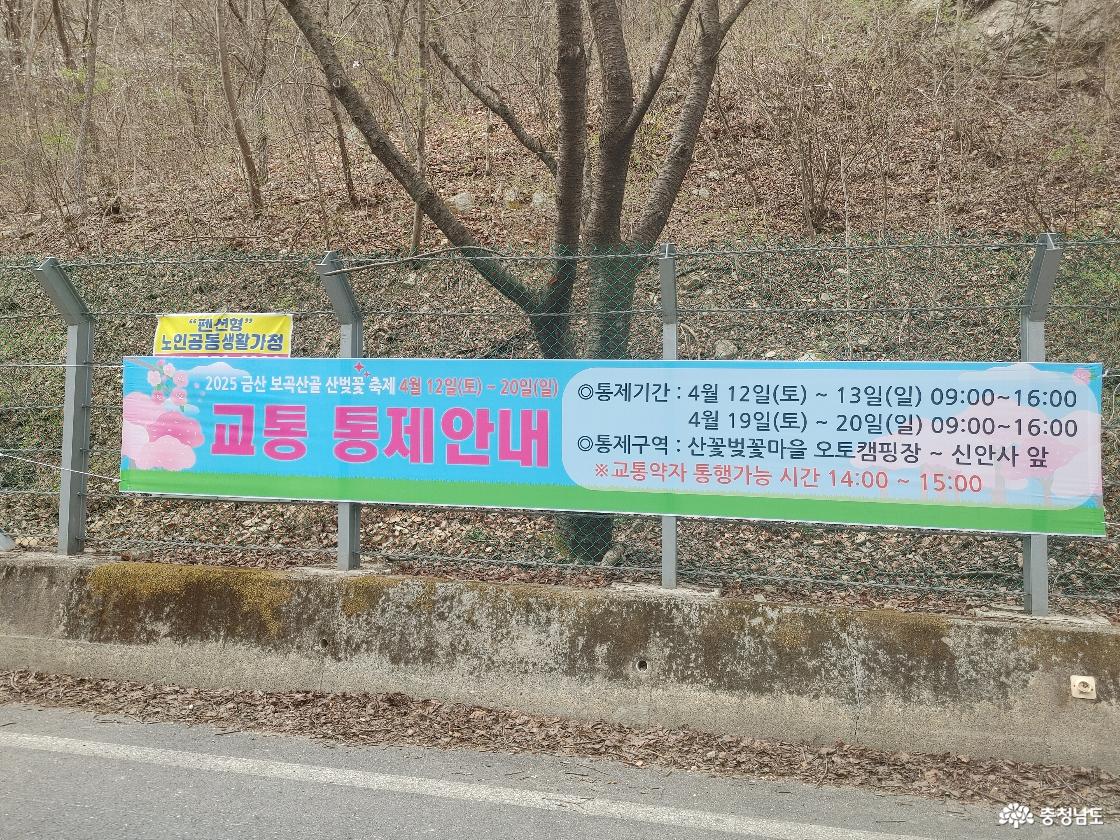 "펜션형"
노인공동생활가정
2025 금산 보곡산골 산벚꽃 축제 4월 12일(토) ~ 20일(일)
교통 통제안내
◎통제기간 : 4월 12일(토) ~ 13일(일) 09:00~16:00
4월 19일(토) ~ 20일(일) 09:00~16:00
◎통제구역 : 산꽃벚꽃마을 오토캠핑장 ~ 신안사 앞
※교통약자 통행가능 시간 14:00 ~ 15:00
충청남도